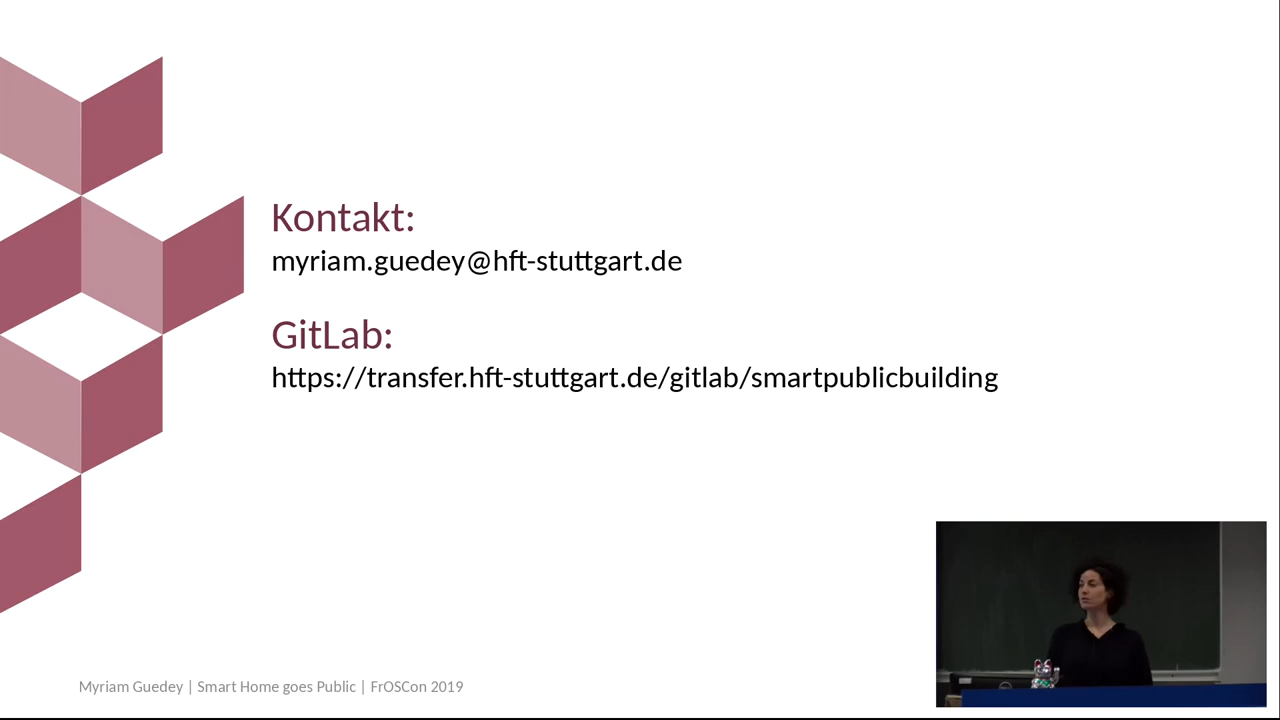 Kontakt:
myriam.guedey@hft-stuttgart.de
GitLab:
https://transfer.hft-stuttgart.de/gitlab/smartpublicbuilding
Myriam Guedey | Smart Home goes Public | FrOSCon 2019